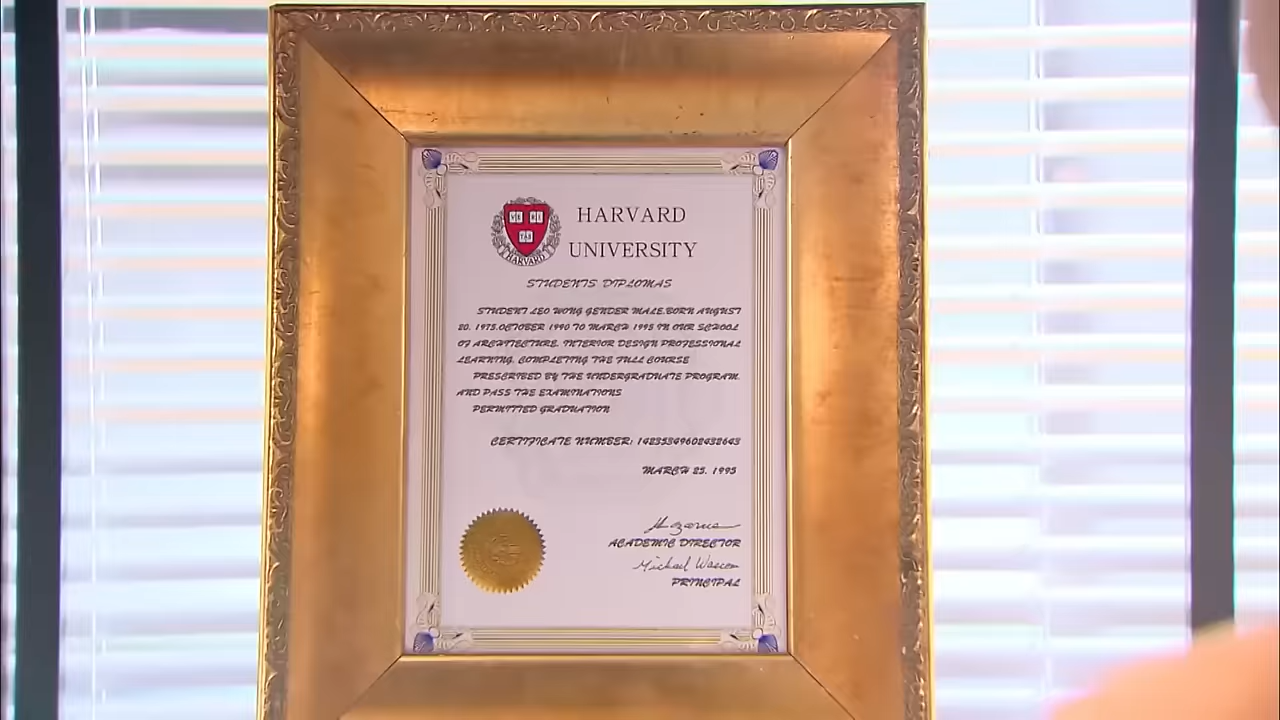 HARVARD
UNIVERSITY
HARVARD
STUDENTS DIPLOMAS
STUDENT LEO WONG GENDER MALE.BORN AUGUST
20. 1975.OCTOBER 1990 TO MARCH 1995 IN OUR SCHOOL
OF ARCHITECTURE. INTERIOR DESIGN PROFESSIONAL
LEARNING. COMPLETING THE FULL COURSE
PRESCRIBED BY THE UNDERGRADUATE PROGRAM.
AND PASS THE EXAMINATIONS
PERMITTED GRADUATION
CERTIFICATE NUMBER: 14235349602432643
MARCH 25. 1995
ACADEMIC DIRECTOR
Michael
PRINCIPAL